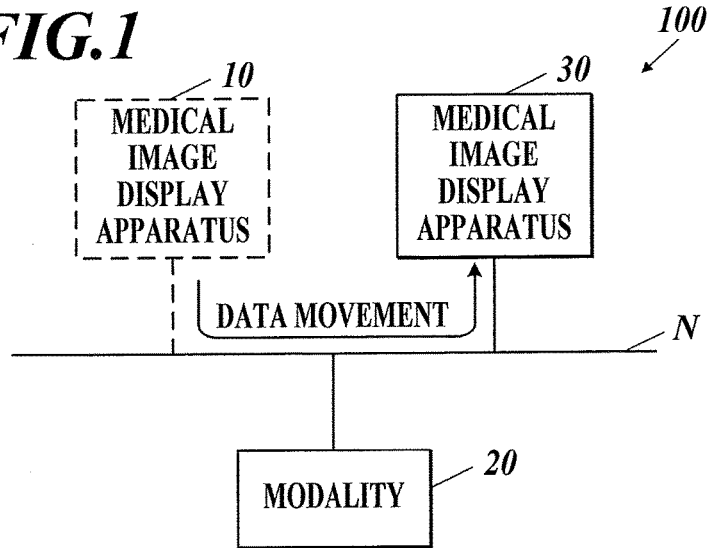 FIG.1
100
10
MEDICAL
IMAGE
DISPLAY
APPARATUS
30
MEDICAL
IMAGE
DISPLAY
APPARATUS
DATA MOVEMENT
N
20
MODALITY